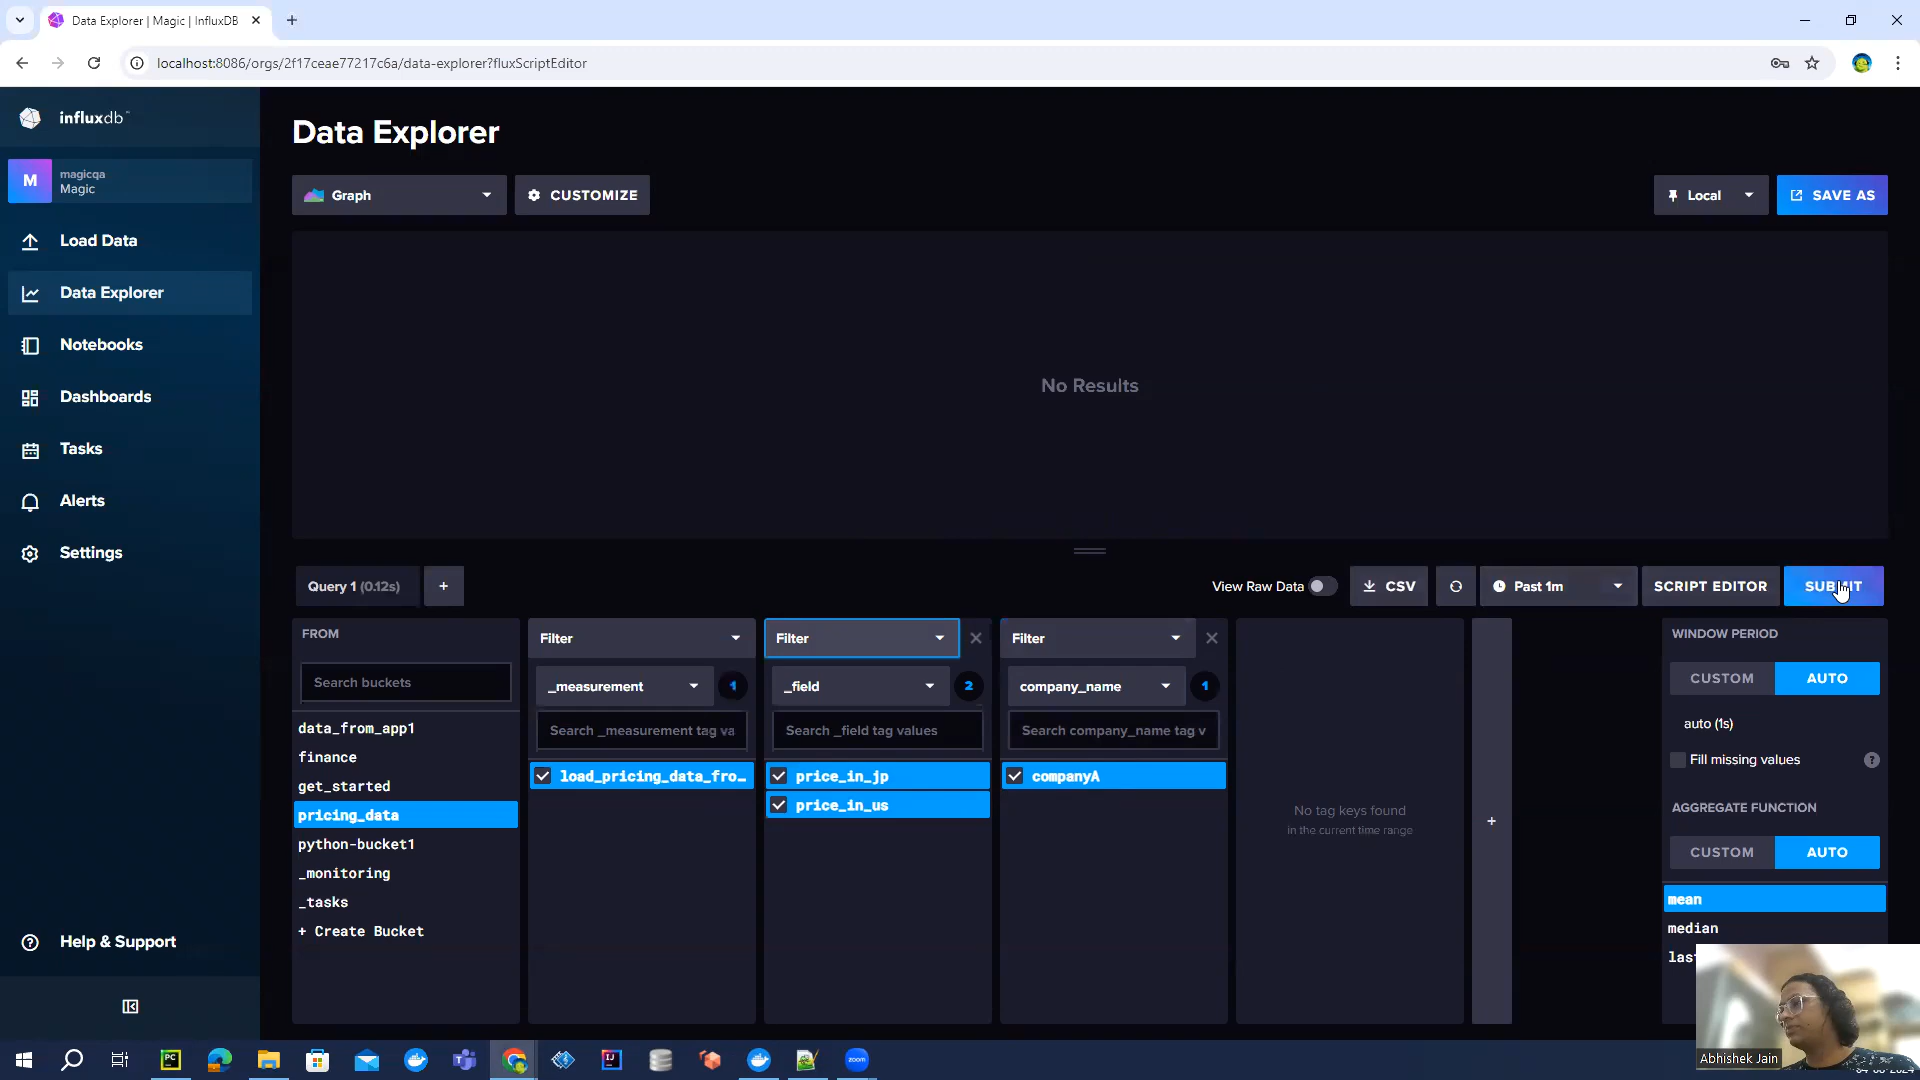 Data Explorer | Magic | InfluxDB
localhost:8086/orgs/2f17ceae77217c6a/data-explorer?fluxScriptEditor
influxdb™
M
magicqa
Magic
Load Data
Data Explorer
Notebooks
Dashboards
Tasks
Alerts
Settings
Help & Support
Data Explorer
Graph
CUSTOMIZE
Local
SAVE AS
No Results
Query 1 (0.12s)
+
View Raw Data
CSV
Past 1m
SCRIPT EDITOR
SUBMIT
FROM
Search buckets
data_from_app1
finance
get_started
pricing_data
python-bucket1
_monitoring
_tasks
+ Create Bucket
Filter
_measurement
1
Search _measurement tag va
load_pricing_data_fro…
Filter
_field
2
Search _field tag values
price_in_jp
price_in_us
Filter
company_name
1
Search company_name tag v
companyA
No tag keys found
in the current time range
+
WINDOW PERIOD
CUSTOM
AUTO
auto (1s)
Fill missing values
?
AGGREGATE FUNCTION
CUSTOM
AUTO
mean
median
las
Abhishek Jain
PC
IJ
zoom